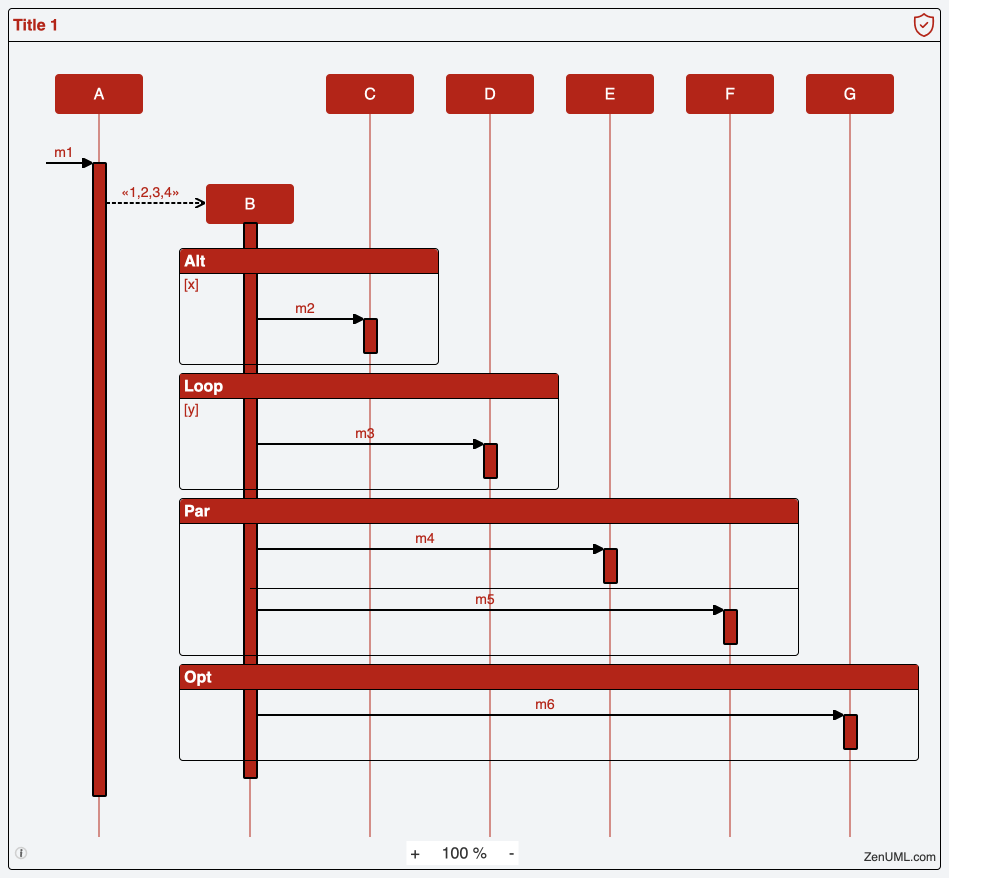 Title 1
A
C
D
E
F
G
m1
«1,2,3,4»
B
Alt
[x]
m2
Loop
[y]
m3
Par
m4
m5
Opt
m6
+ 100 % -
ZenUML.com